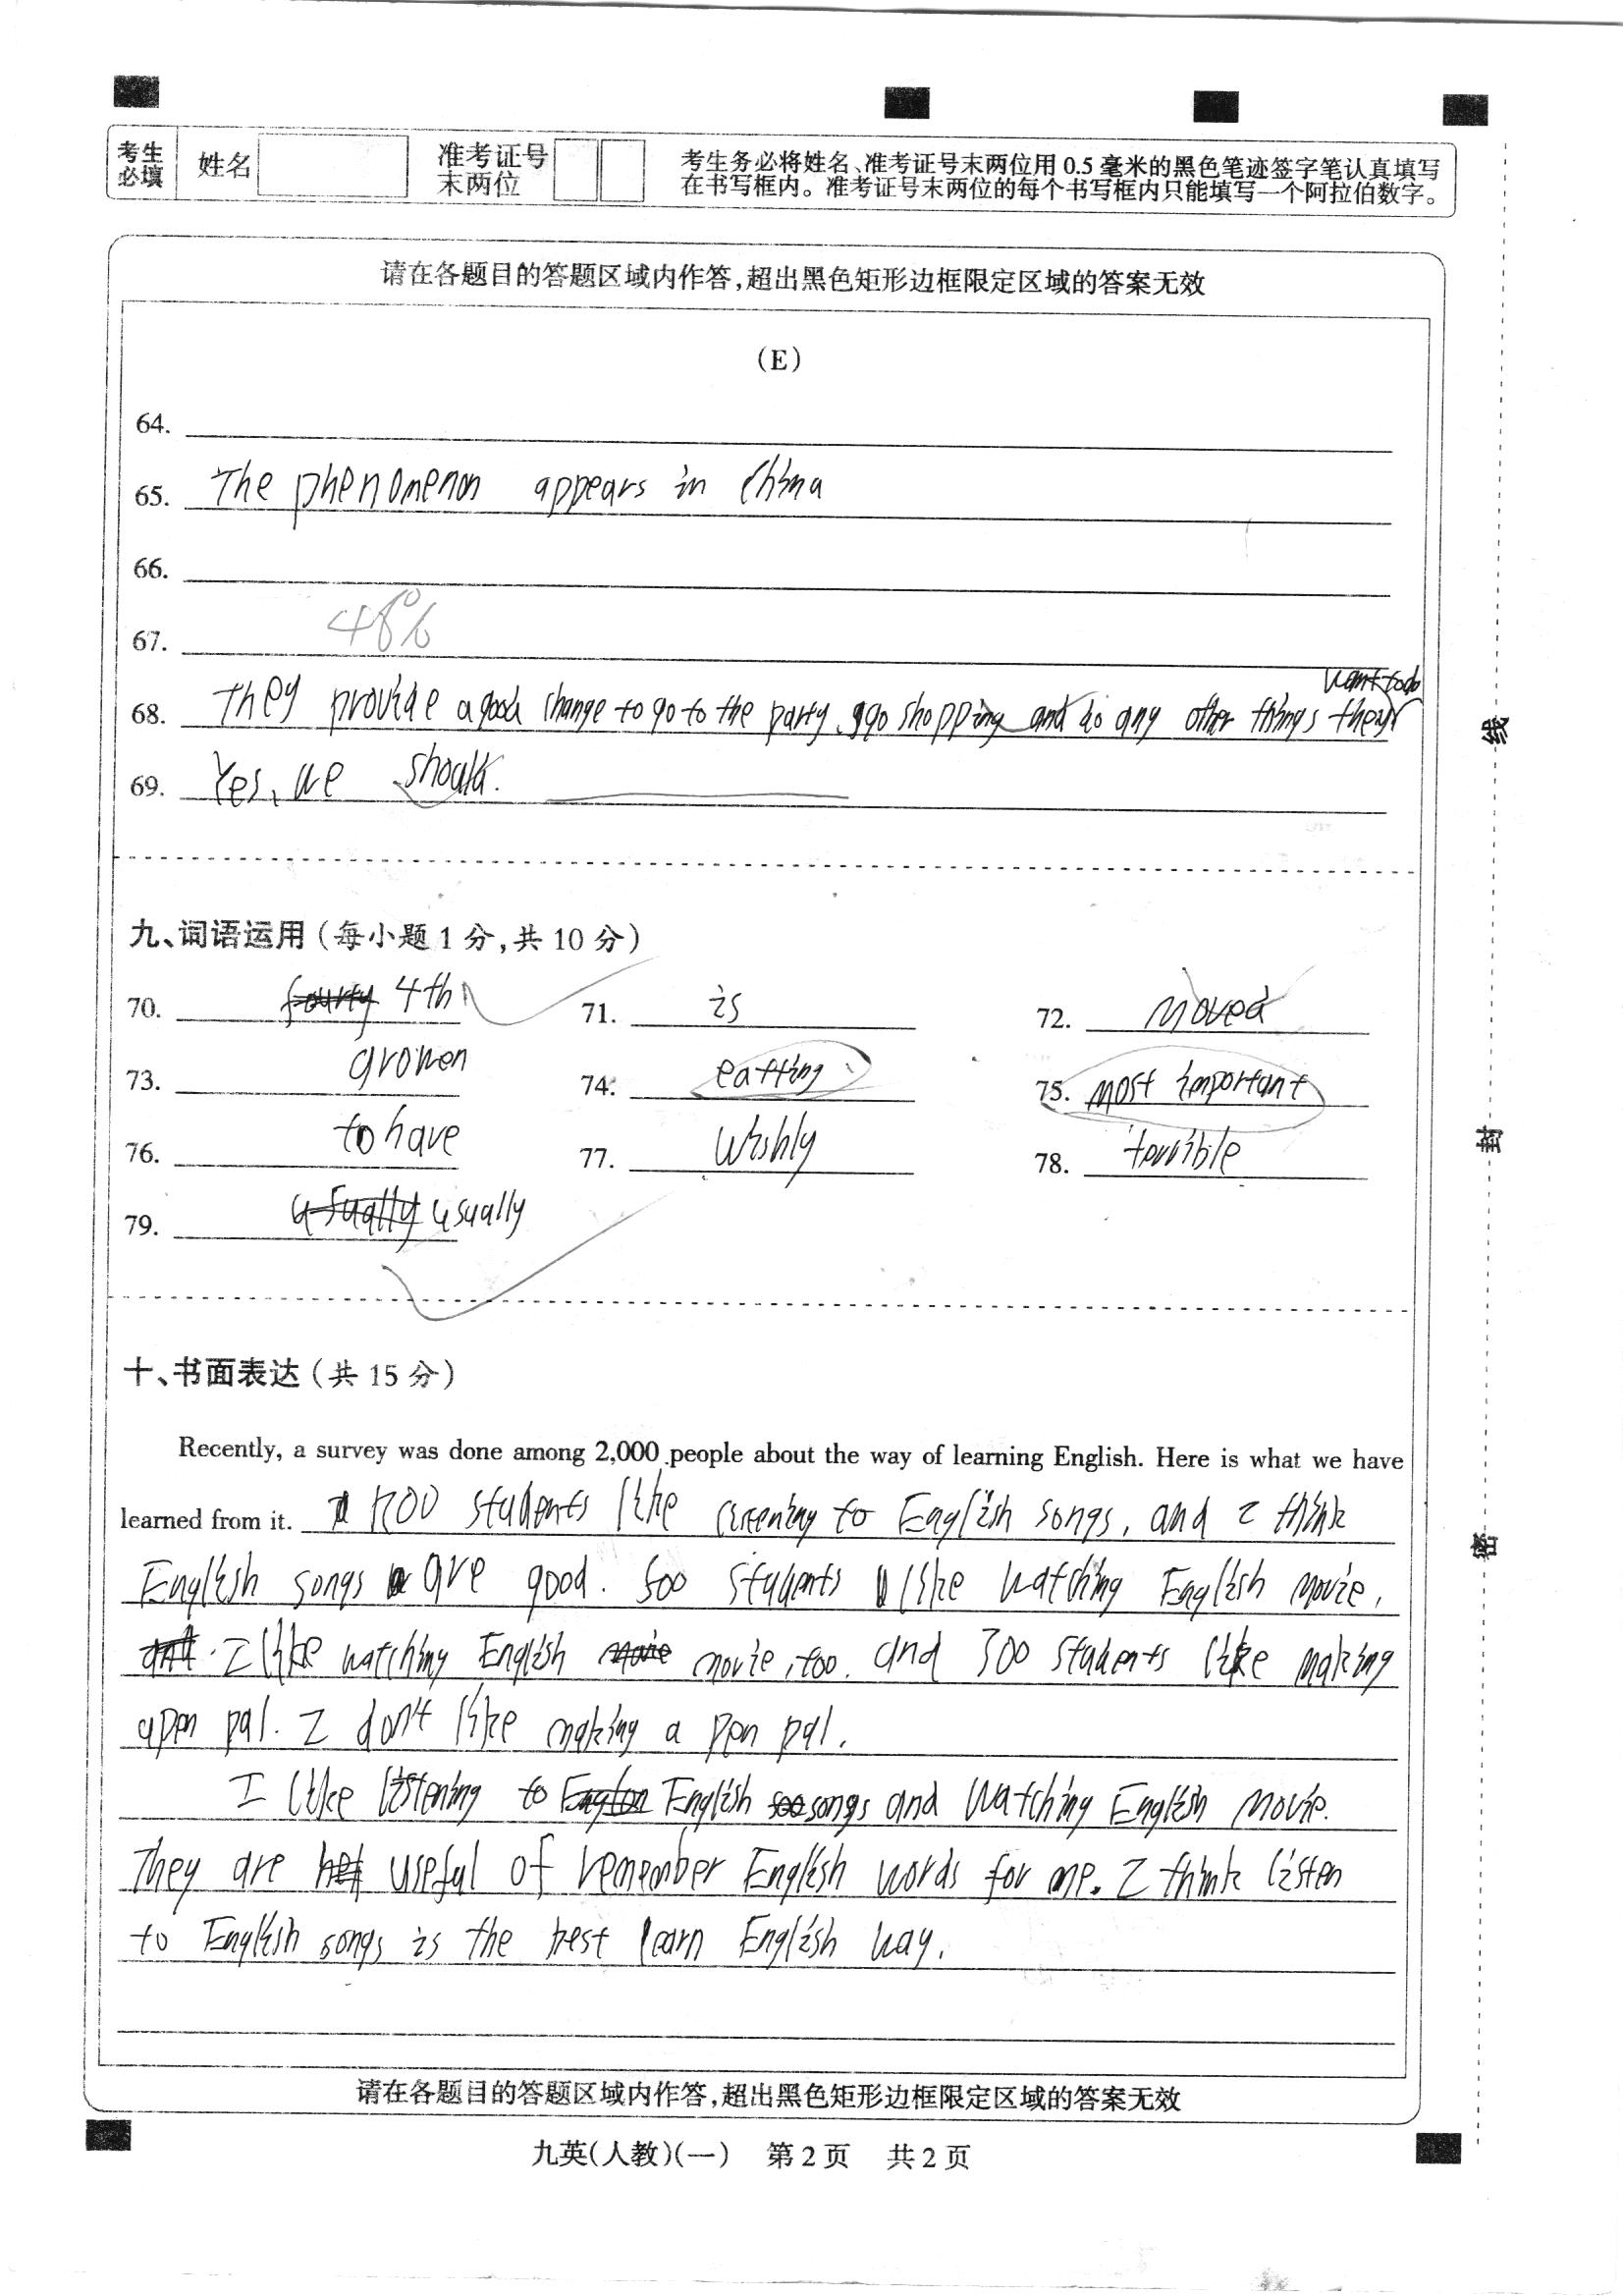 考生必填 姓名 准考证号末两位 考生务必将姓名、准考证号末两位用0.5毫米的黑色笔迹签字笔认真填写
在书写框内。准考证号末两位的每个书写框内只能填写一个阿拉伯数字。
请在各题目的答题区域内作答,超出黑色矩形边框限定区域的答案无效
(E)
64.
65. The phenomenon appears in China
66.
67. 48%
want to do
68. They provide a good change to go to the party, go shopping and do any other things they
69. Yes, we should.
九、词语运用(每小题1分,共10分)
70. fourty 4th 71. is 72. moved
73. growen 74. eatting 75. most important
76. to have 77. wishly 78. terrible
79. usually usually
十、书面表达(共15分)
Recently, a survey was done among 2,000 people about the way of learning English. Here is what we have
learned from it. 1200 students like listening to English songs, and I think
English songs are good. 500 students like watching English movie,
and. I like watching English movie movie, too. and 300 students like making
a pen pal. I don't like making a pen pal.
I like listening to English songs and watching English movie.
They are useful of remember English words for me. I think listen
to English songs is the best learn English way.
请在各题目的答题区域内作答,超出黑色矩形边框限定区域的答案无效
九英(人教)(一) 第2页 共2页
线
封
密